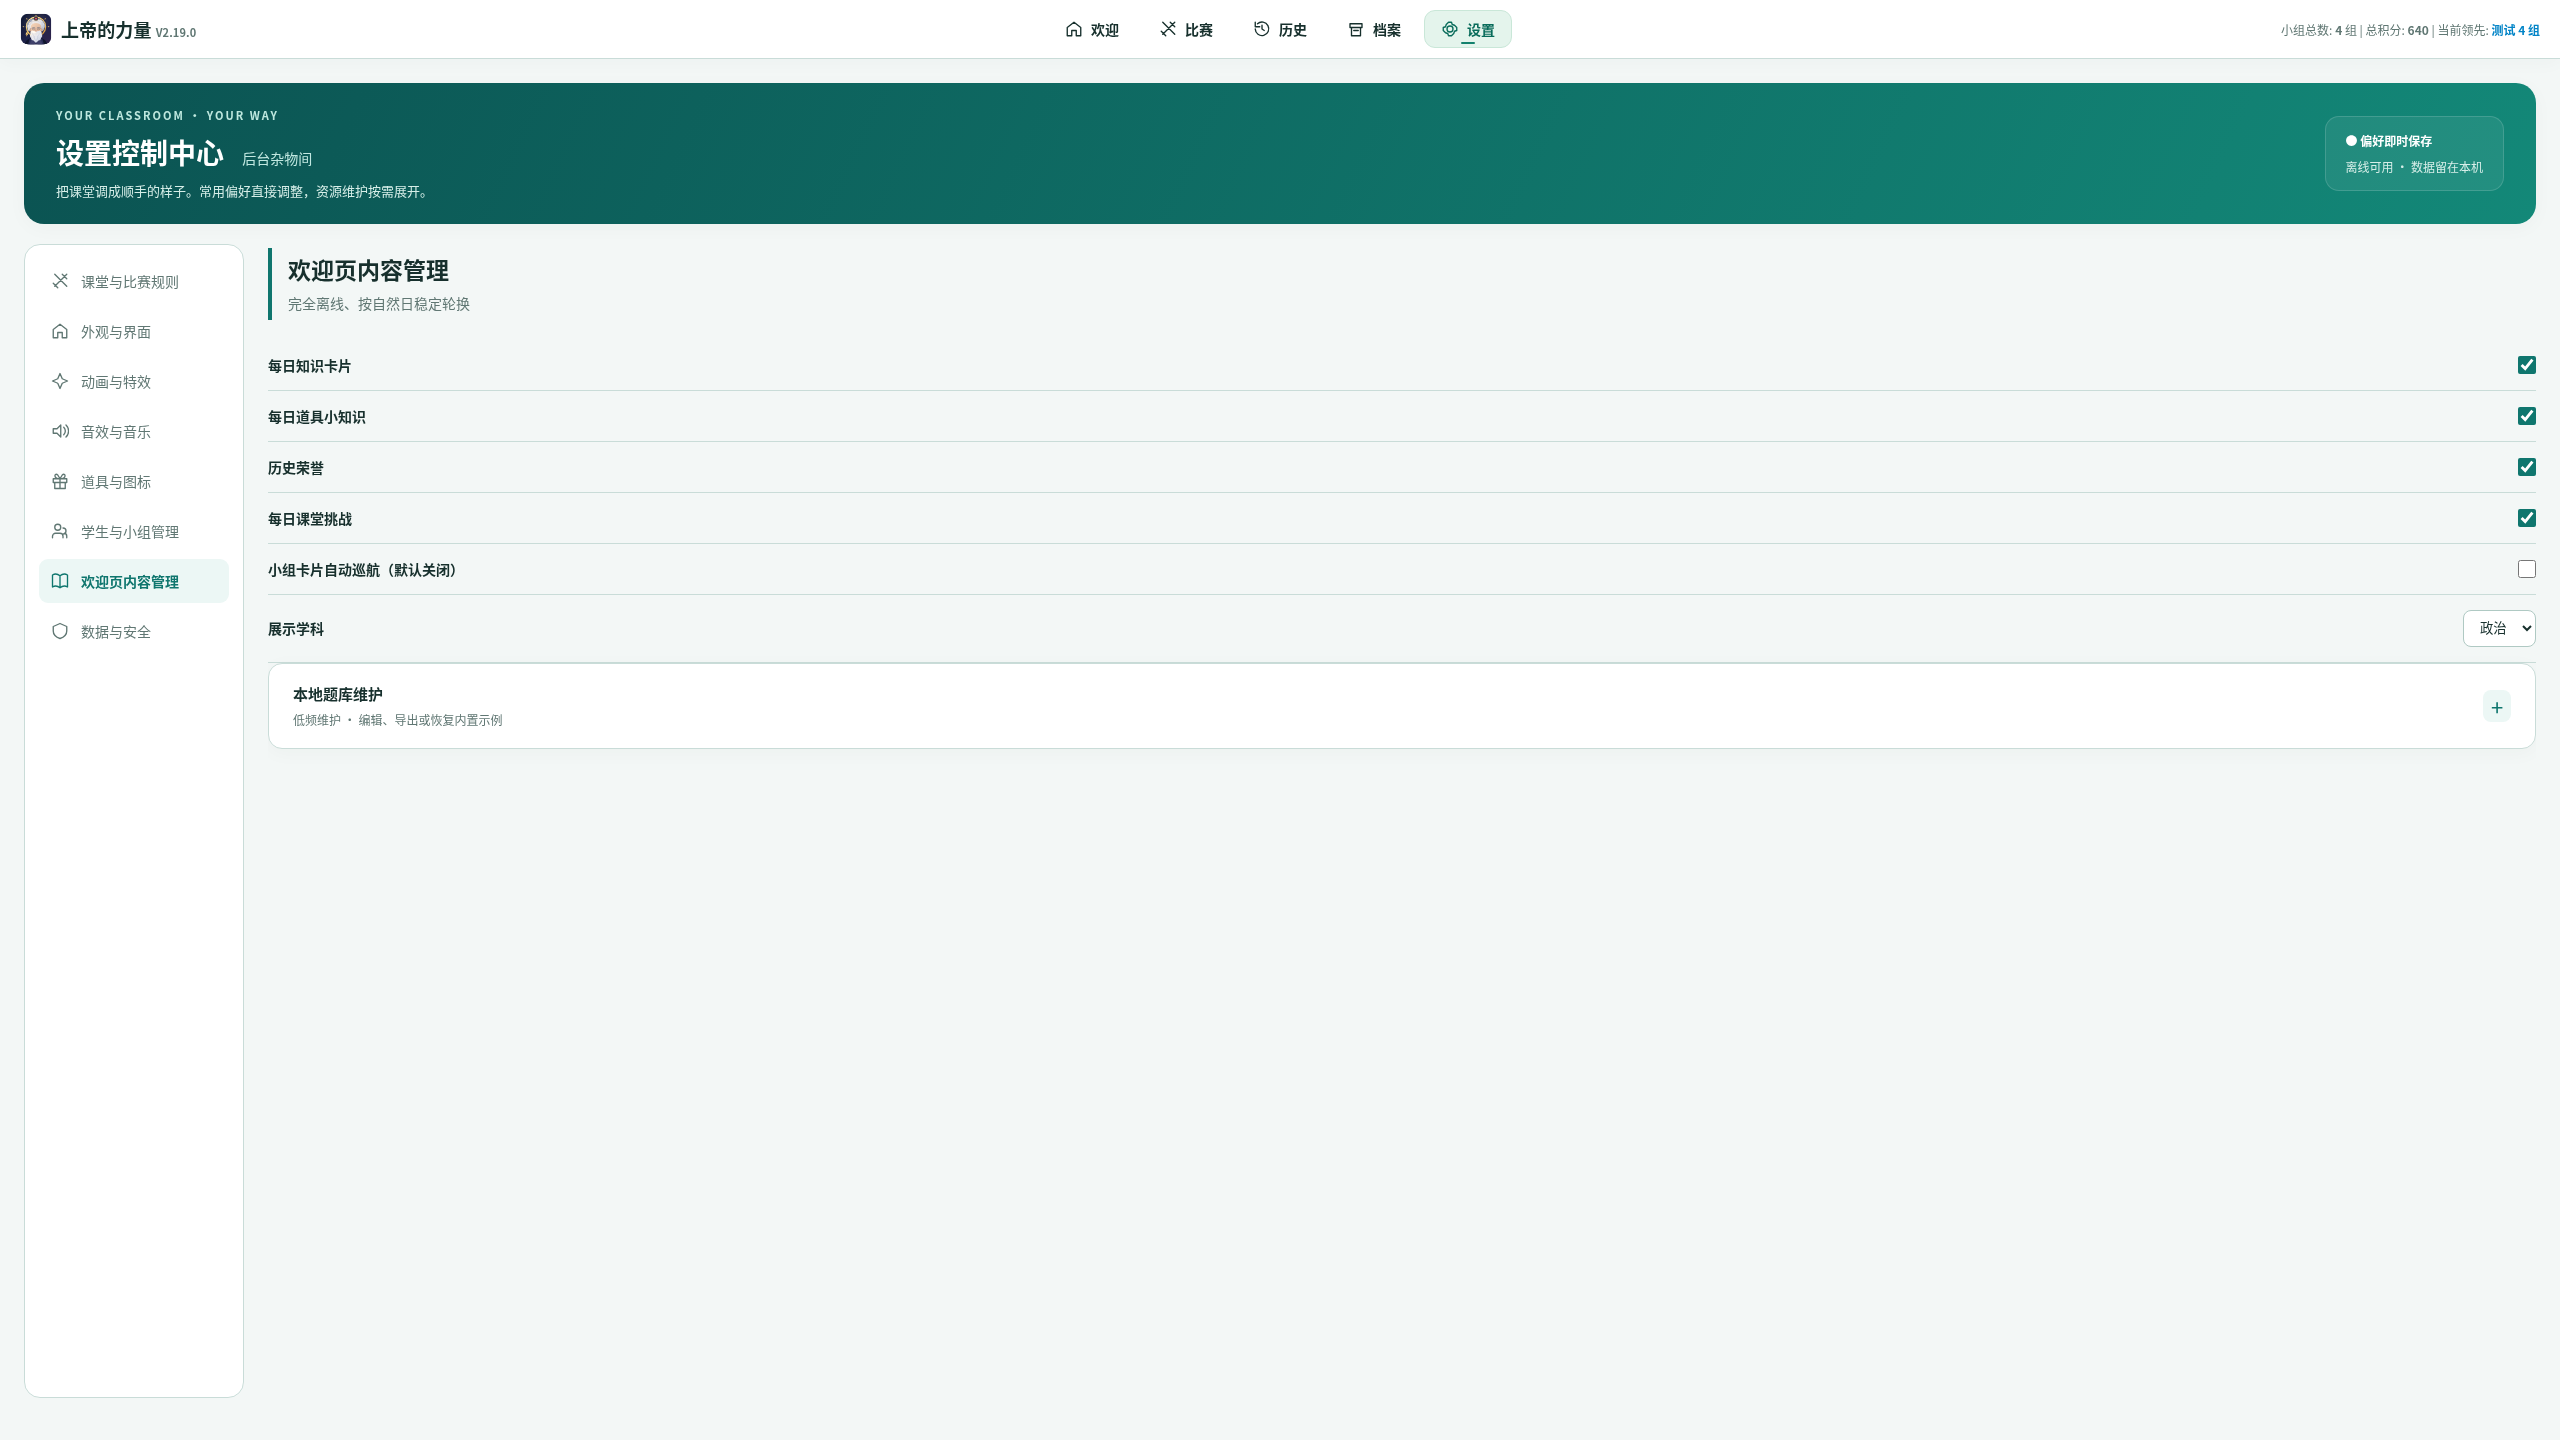 上帝的力量 V2.19.0
欢迎
比赛
历史
档案
设置
小组总数: 4 组 | 总积分: 640 | 当前领先: 测试 4 组
YOUR CLASSROOM · YOUR WAY
设置控制中心 后台杂物间
把课堂调成顺手的样子。常用偏好直接调整，资源维护按需展开。
偏好即时保存
离线可用 · 数据留在本机
课堂与比赛规则
外观与界面
动画与特效
音效与音乐
道具与图标
学生与小组管理
欢迎页内容管理
数据与安全
欢迎页内容管理
完全离线、按自然日稳定轮换
每日知识卡片
每日道具小知识
历史荣誉
每日课堂挑战
小组卡片自动巡航（默认关闭）
展示学科
政治
本地题库维护
低频维护 · 编辑、导出或恢复内置示例
+